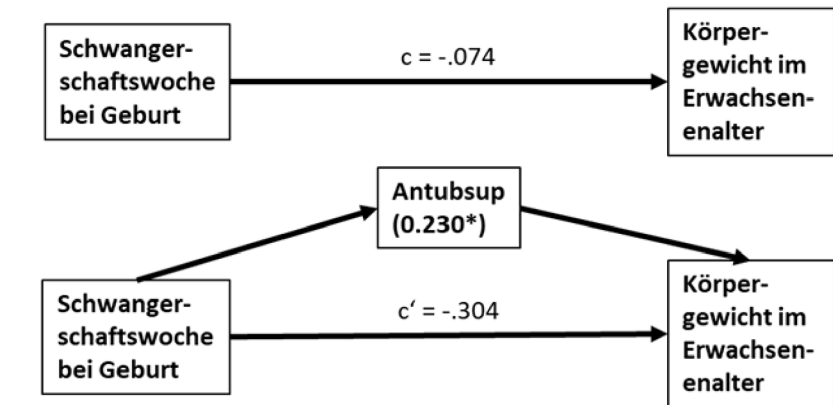 Schwanger-
schaftswoche
bei Geburt
c = -.074
Körper-
gewicht im
Erwachsen-
enalter
Antubsup
(0.230*)
Schwanger-
schaftswoche
bei Geburt
c‘ = -.304
Körper-
gewicht im
Erwachsen-
enalter